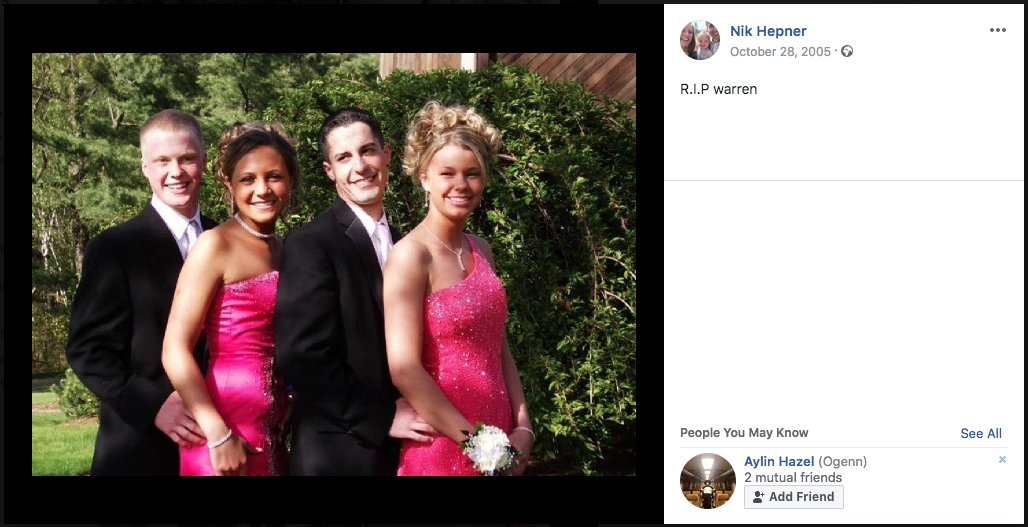 Nik Hepner
October 28, 2005 ·
R.I.P warren
People You May Know
See All
Aylin Hazel (Ogenn)
2 mutual friends
Add Friend